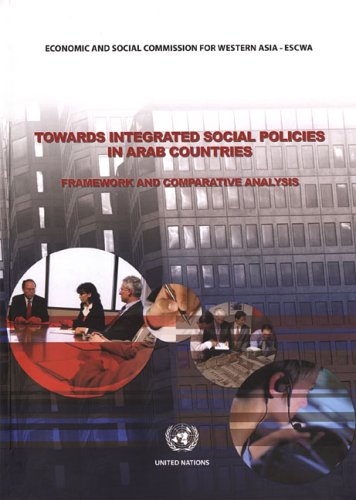 ECONOMIC AND SOCIAL COMMISSION FOR WESTERN ASIA - ESCWA
TOWARDS INTEGRATED SOCIAL POLICIES
IN ARAB COUNTRIES
FRAMEWORK AND COMPARATIVE ANALYSIS
UNITED NATIONS